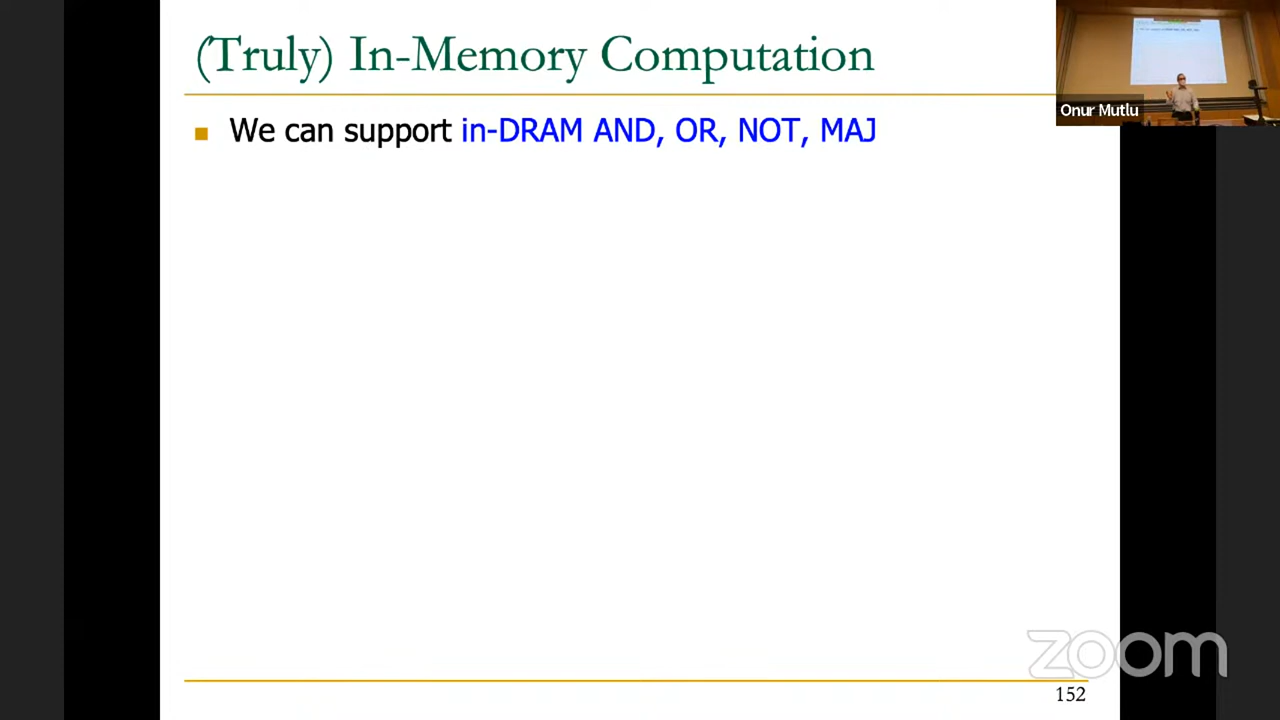 (Truly) In-Memory Computation
Onur Mutlu
We can support in-DRAM AND, OR, NOT, MAJ
zoom
152